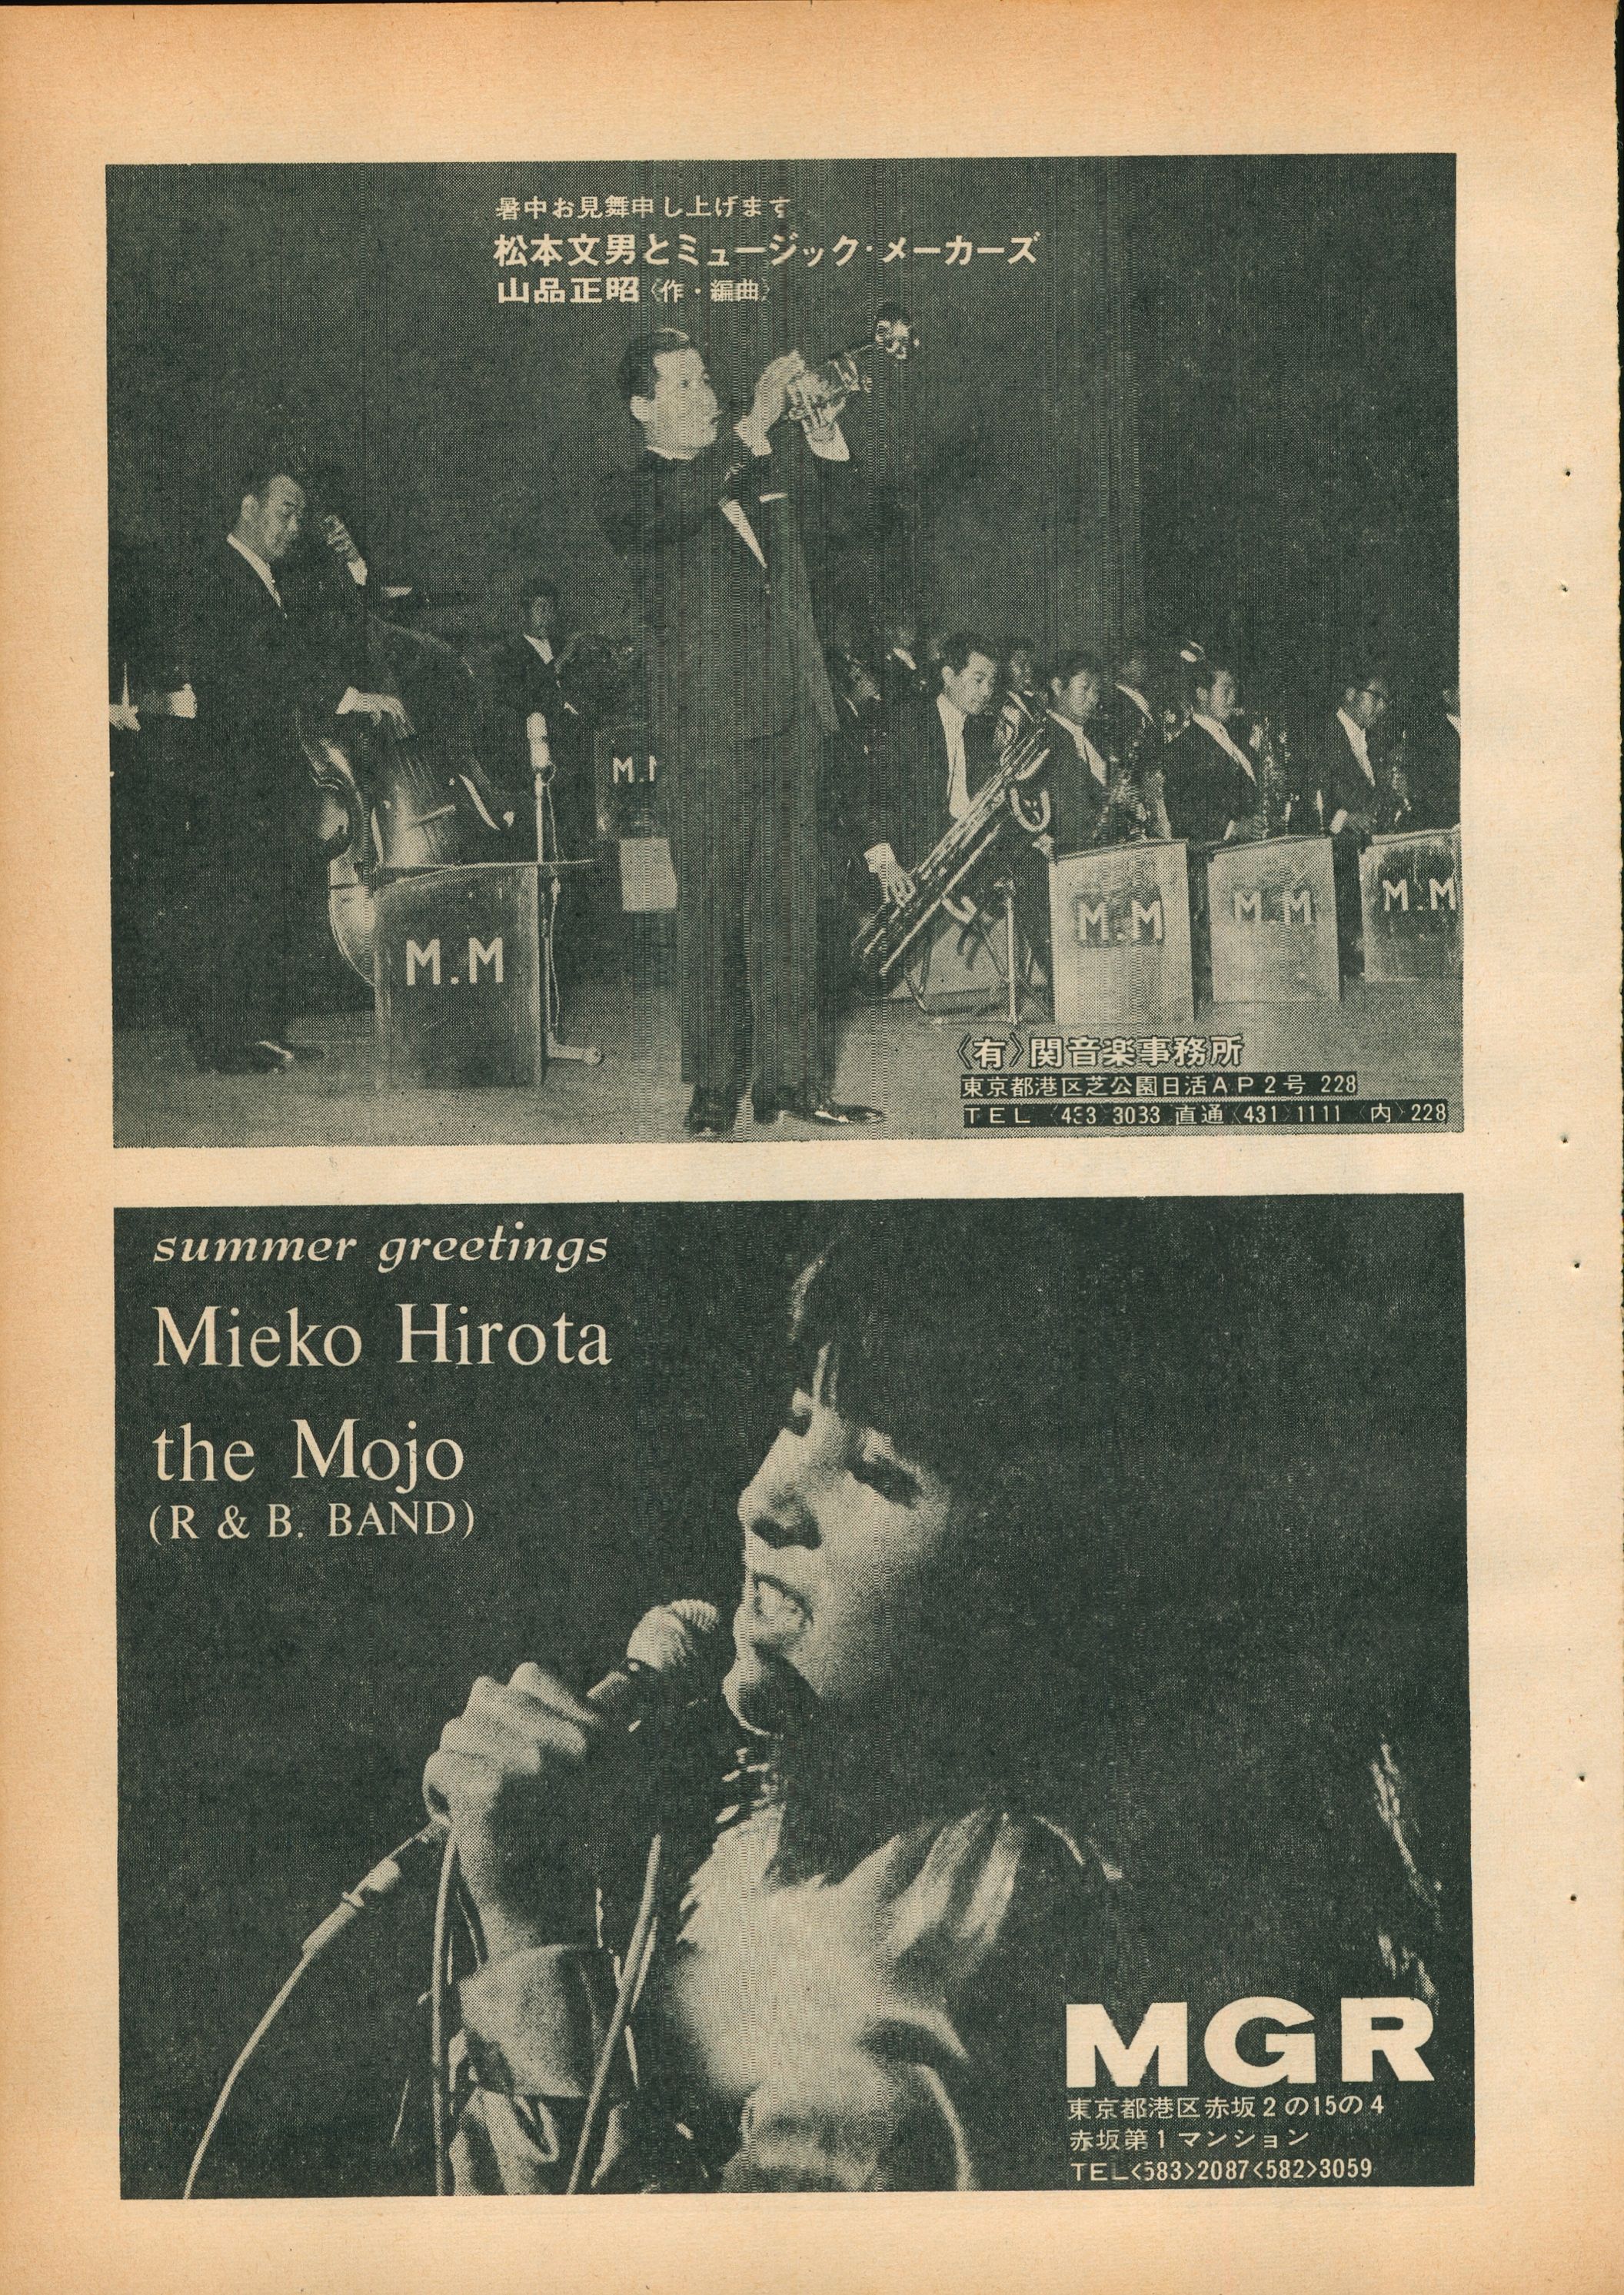 暑中お見舞申し上げます
松本文男とミュージック・メーカーズ
山品正昭〈作・編曲〉
M.M
M.M
M.M
M.M
〈有〉関音楽事務所
東京都港区芝公園日活AP2号 228
TEL〈433〉3033 直通〈431〉1111〈内〉228
summer greetings
Mieko Hirota
the Mojo
(R & B. BAND)
MGR
東京都港区赤坂2の15の4
赤坂第1マンション
TEL<583>2087<582>3059